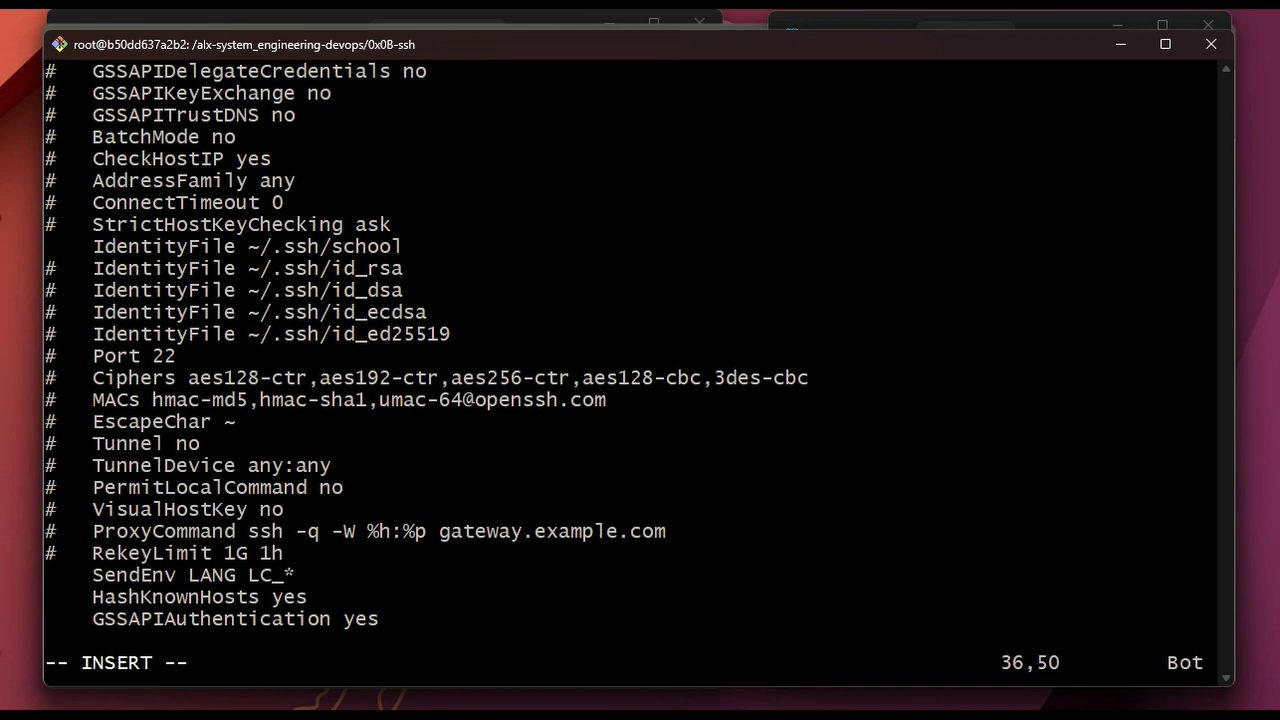 root@b50dd637a2b2: /alx-system_engineering-devops/0x0B-ssh
#   GSSAPIDelegateCredentials no
#   GSSAPIKeyExchange no
#   GSSAPITrustDNS no
#   BatchMode no
#   CheckHostIP yes
#   AddressFamily any
#   ConnectTimeout 0
#   StrictHostKeyChecking ask
    IdentityFile ~/.ssh/school
#   IdentityFile ~/.ssh/id_rsa
#   IdentityFile ~/.ssh/id_dsa
#   IdentityFile ~/.ssh/id_ecdsa
#   IdentityFile ~/.ssh/id_ed25519
#   Port 22
#   Ciphers aes128-ctr,aes192-ctr,aes256-ctr,aes128-cbc,3des-cbc
#   MACs hmac-md5,hmac-sha1,umac-64@openssh.com
#   EscapeChar ~
#   Tunnel no
#   TunnelDevice any:any
#   PermitLocalCommand no
#   VisualHostKey no
#   ProxyCommand ssh -q -W %h:%p gateway.example.com
#   RekeyLimit 1G 1h
    SendEnv LANG LC_*
    HashKnownHosts yes
    GSSAPIAuthentication yes
-- INSERT -- 36,50 Bot